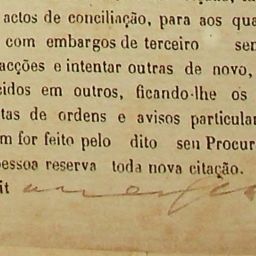 actos de conciliação, para aos qua
com embargos de terceiro sen
acções e intentar outras de novo,
cidos em outros, ficando-lhe os
tas de ordens e avisos particular
m for feito pelo dito seu Procur
pessoa reserva toda nova citação.
it